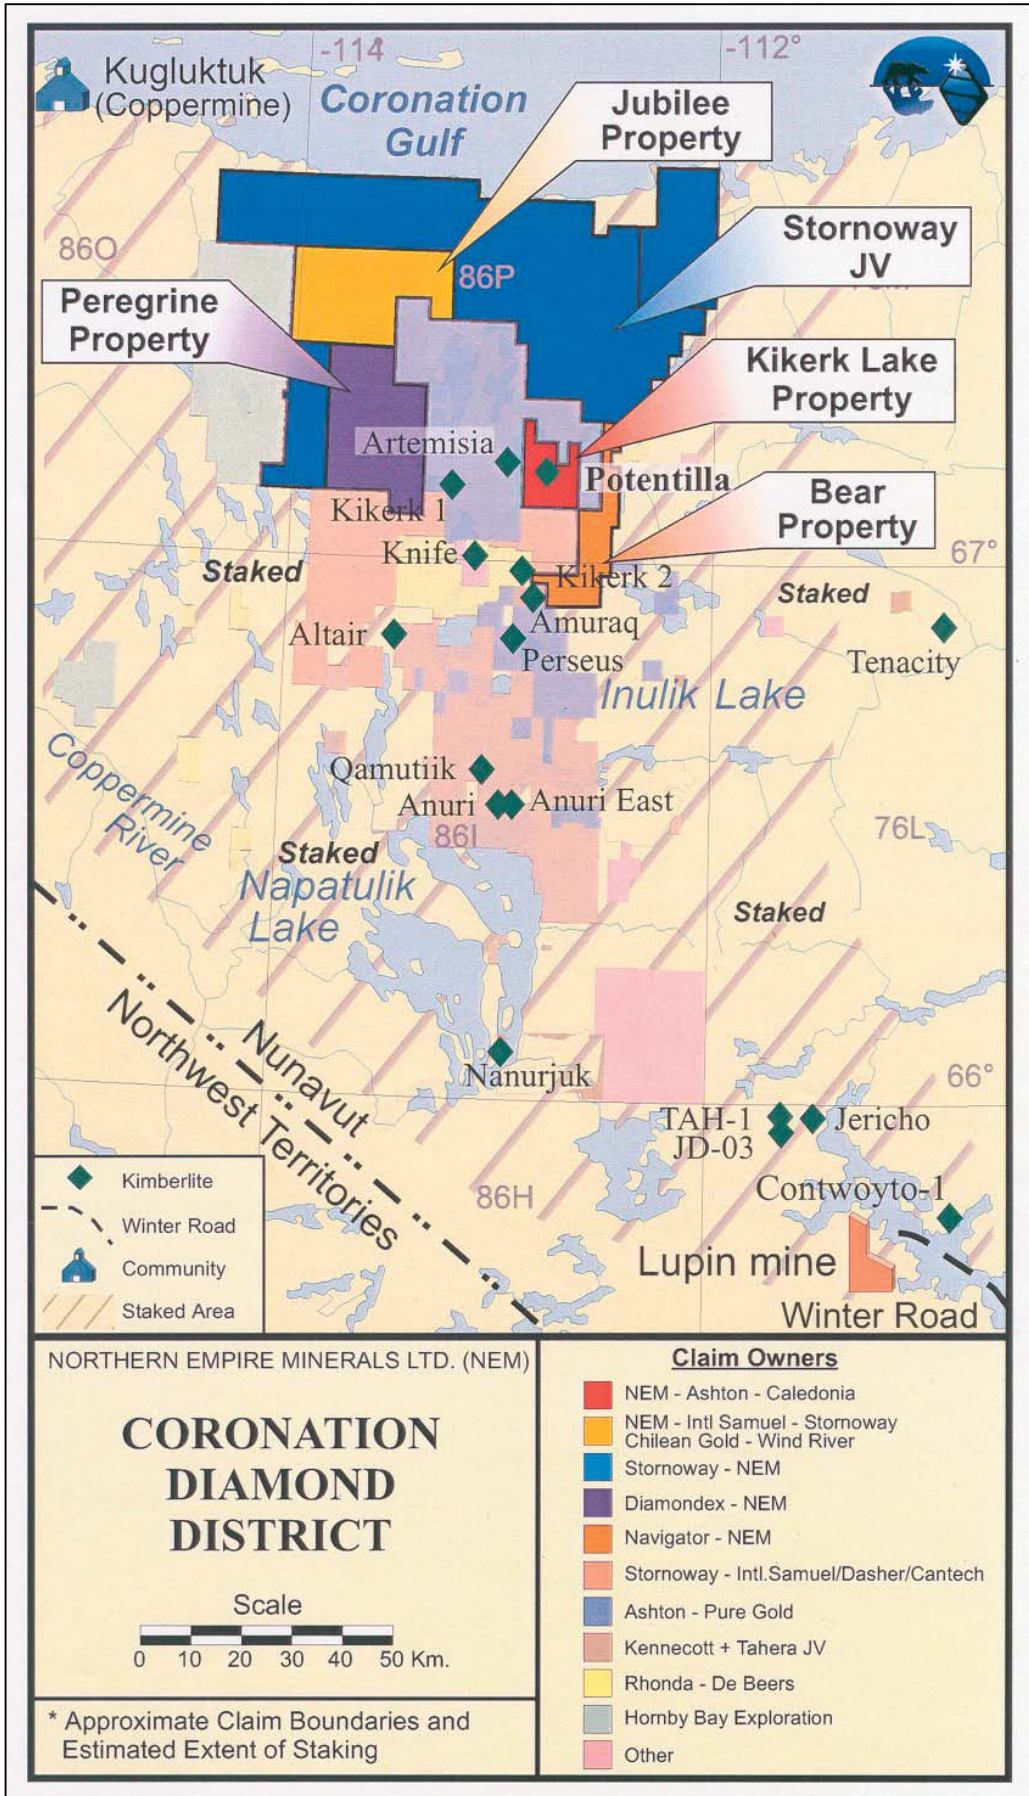 -114°
-112°
Kugluktuk
(Coppermine)
Coronation
Gulf
Jubilee
Property
86O
86P
Stornoway
JV
Peregrine
Property
Kikerk Lake
Property
Artemisia
Potentilla
Kikerk 1
Bear
Property
Knife
67°
Staked
Kikerk 2
Staked
Altair
Amuraq
Perseus
Tenacity
Inulik Lake
Coppermine
River
Qamutiik
Anuri
Anuri East
86I
76L
Staked
Napatulik
Lake
Staked
Nunavut
Northwest Territories
Nanurjuk
66°
TAH-1
JD-03
Jericho
86H
Contwoyto-1
Lupin mine
Winter Road
Kimberlite
Winter Road
Community
Staked Area
NORTHERN EMPIRE MINERALS LTD. (NEM)
CORONATION
DIAMOND
DISTRICT
Scale
0 10 20 30 40 50 Km.
* Approximate Claim Boundaries and
Estimated Extent of Staking
Claim Owners
NEM - Ashton - Caledonia
NEM - Intl Samuel - Stornoway
Chilean Gold - Wind River
Stornoway - NEM
Diamondex - NEM
Navigator - NEM
Stornoway - Intl.Samuel/Dasher/Cantech
Ashton - Pure Gold
Kennecott + Tahera JV
Rhonda - De Beers
Hornby Bay Exploration
Other